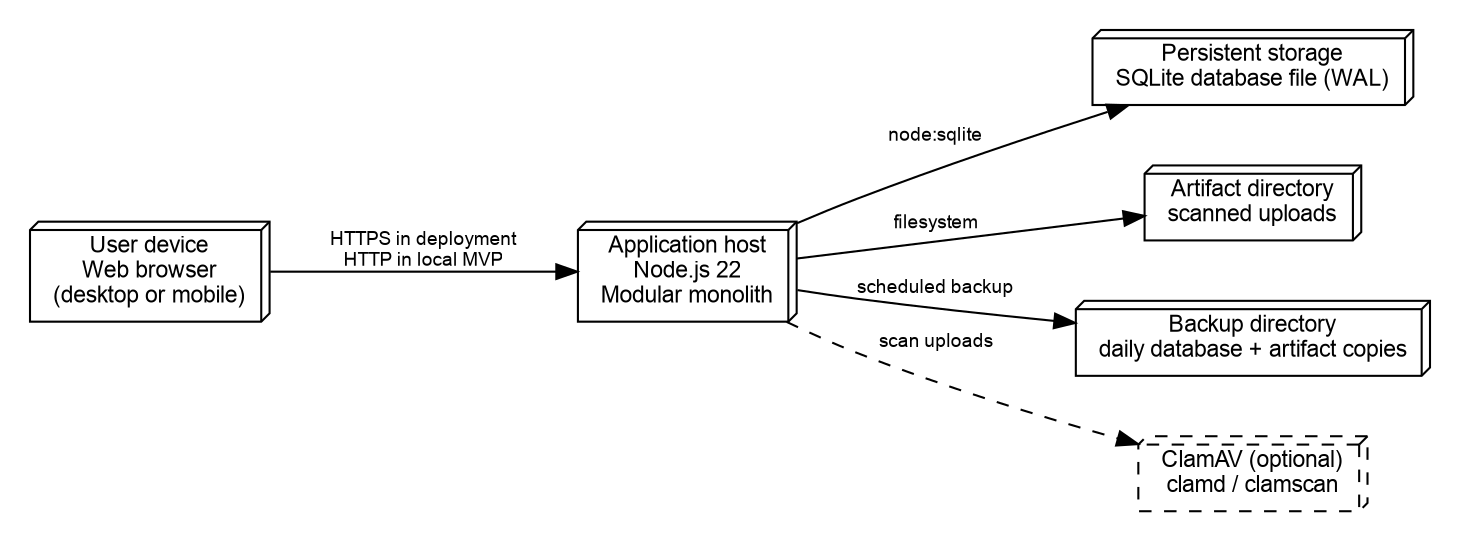 Persistent storage
SQLite database file (WAL)
node:sqlite
Artifact directory
scanned uploads
filesystem
User device
Web browser
(desktop or mobile)
HTTPS in deployment
HTTP in local MVP
Application host
Node.js 22
Modular monolith
scheduled backup
Backup directory
daily database + artifact copies
scan uploads
ClamAV (optional)
clamd / clamscan